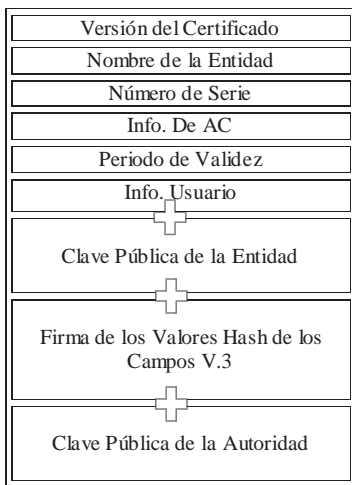 Versión del Certificado
Nombre de la Entidad
Número de Serie
Info. De AC
Periodo de Validez
Info. Usuario
Clave Pública de la Entidad
Firma de los Valores Hash de los
Campos V.3
Clave Pública de la Autoridad